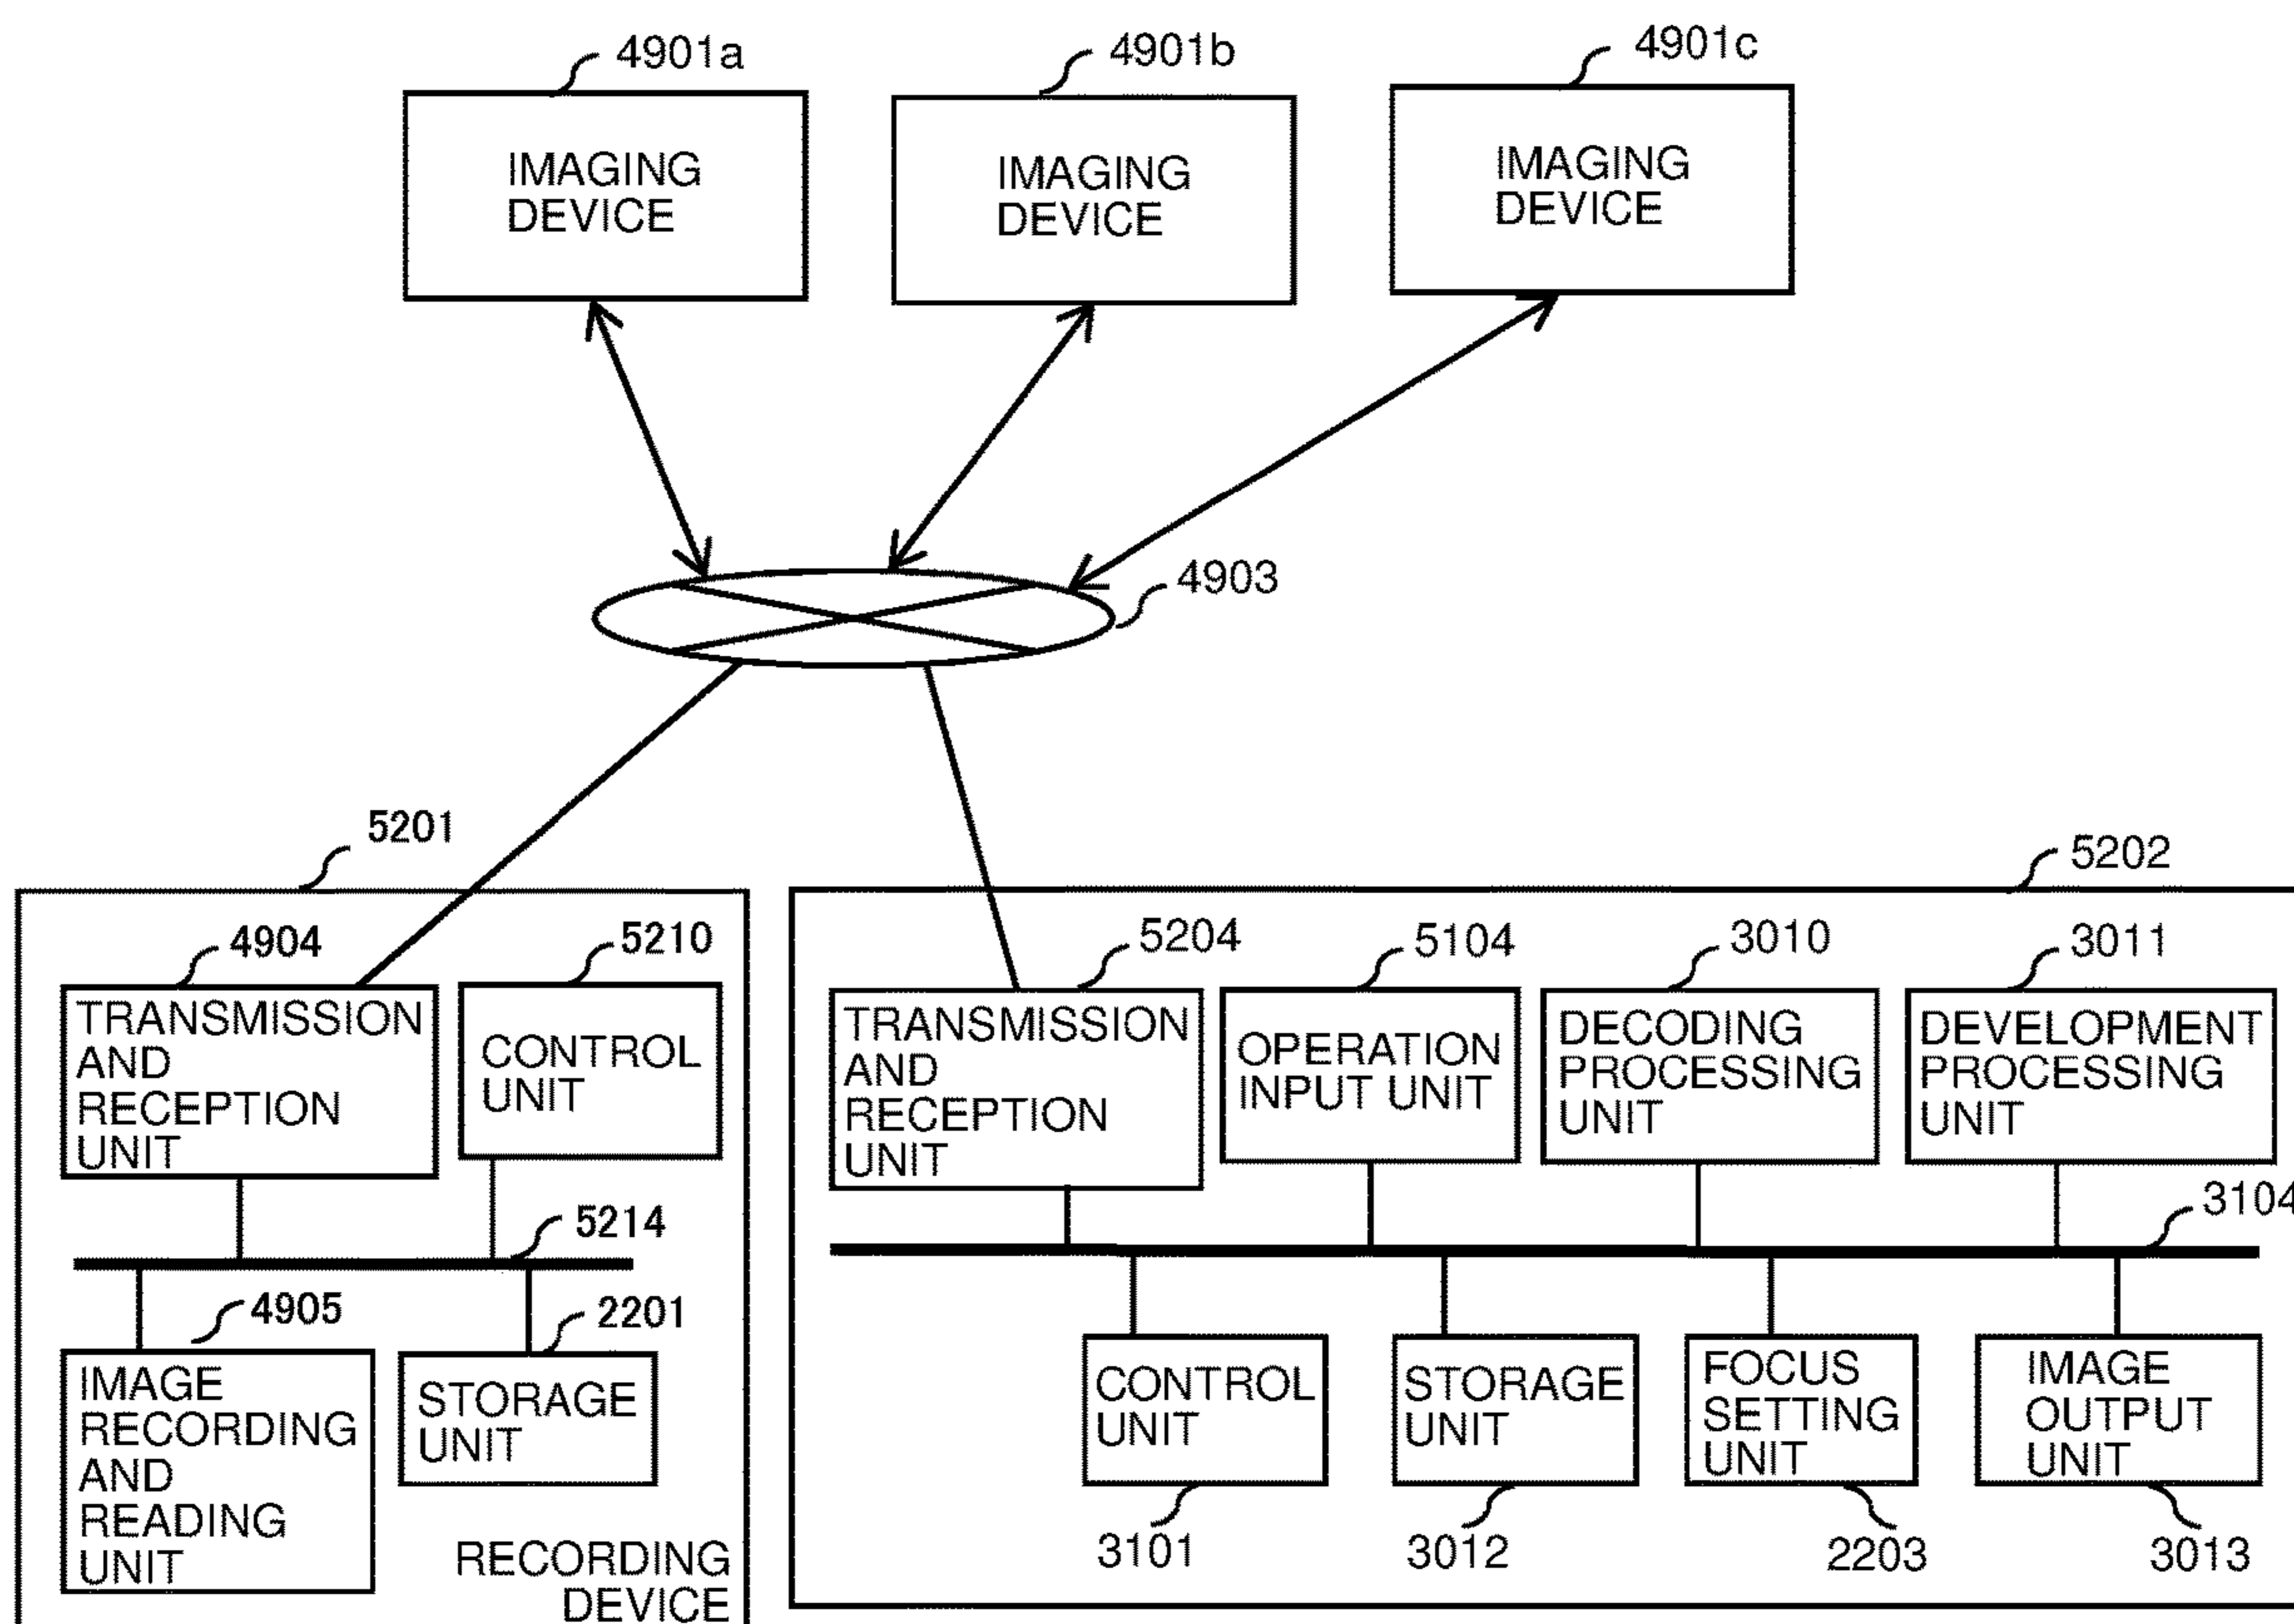 4901a
4901b
4901c
IMAGING
DEVICE
IMAGING
DEVICE
IMAGING
DEVICE
4903
5201
5202
4904
5210
5204
5104
3010
3011
TRANSMISSION
AND
RECEPTION
UNIT
CONTROL
UNIT
TRANSMISSION
AND
RECEPTION
UNIT
OPERATION
INPUT UNIT
DECODING
PROCESSING
UNIT
DEVELOPMENT
PROCESSING
UNIT
5214
3104
4905
2201
IMAGE
RECORDING
AND
READING
UNIT
STORAGE
UNIT
CONTROL
UNIT
STORAGE
UNIT
FOCUS
SETTING
UNIT
IMAGE
OUTPUT
UNIT
3101
3012
2203
3013
RECORDING
DEVICE